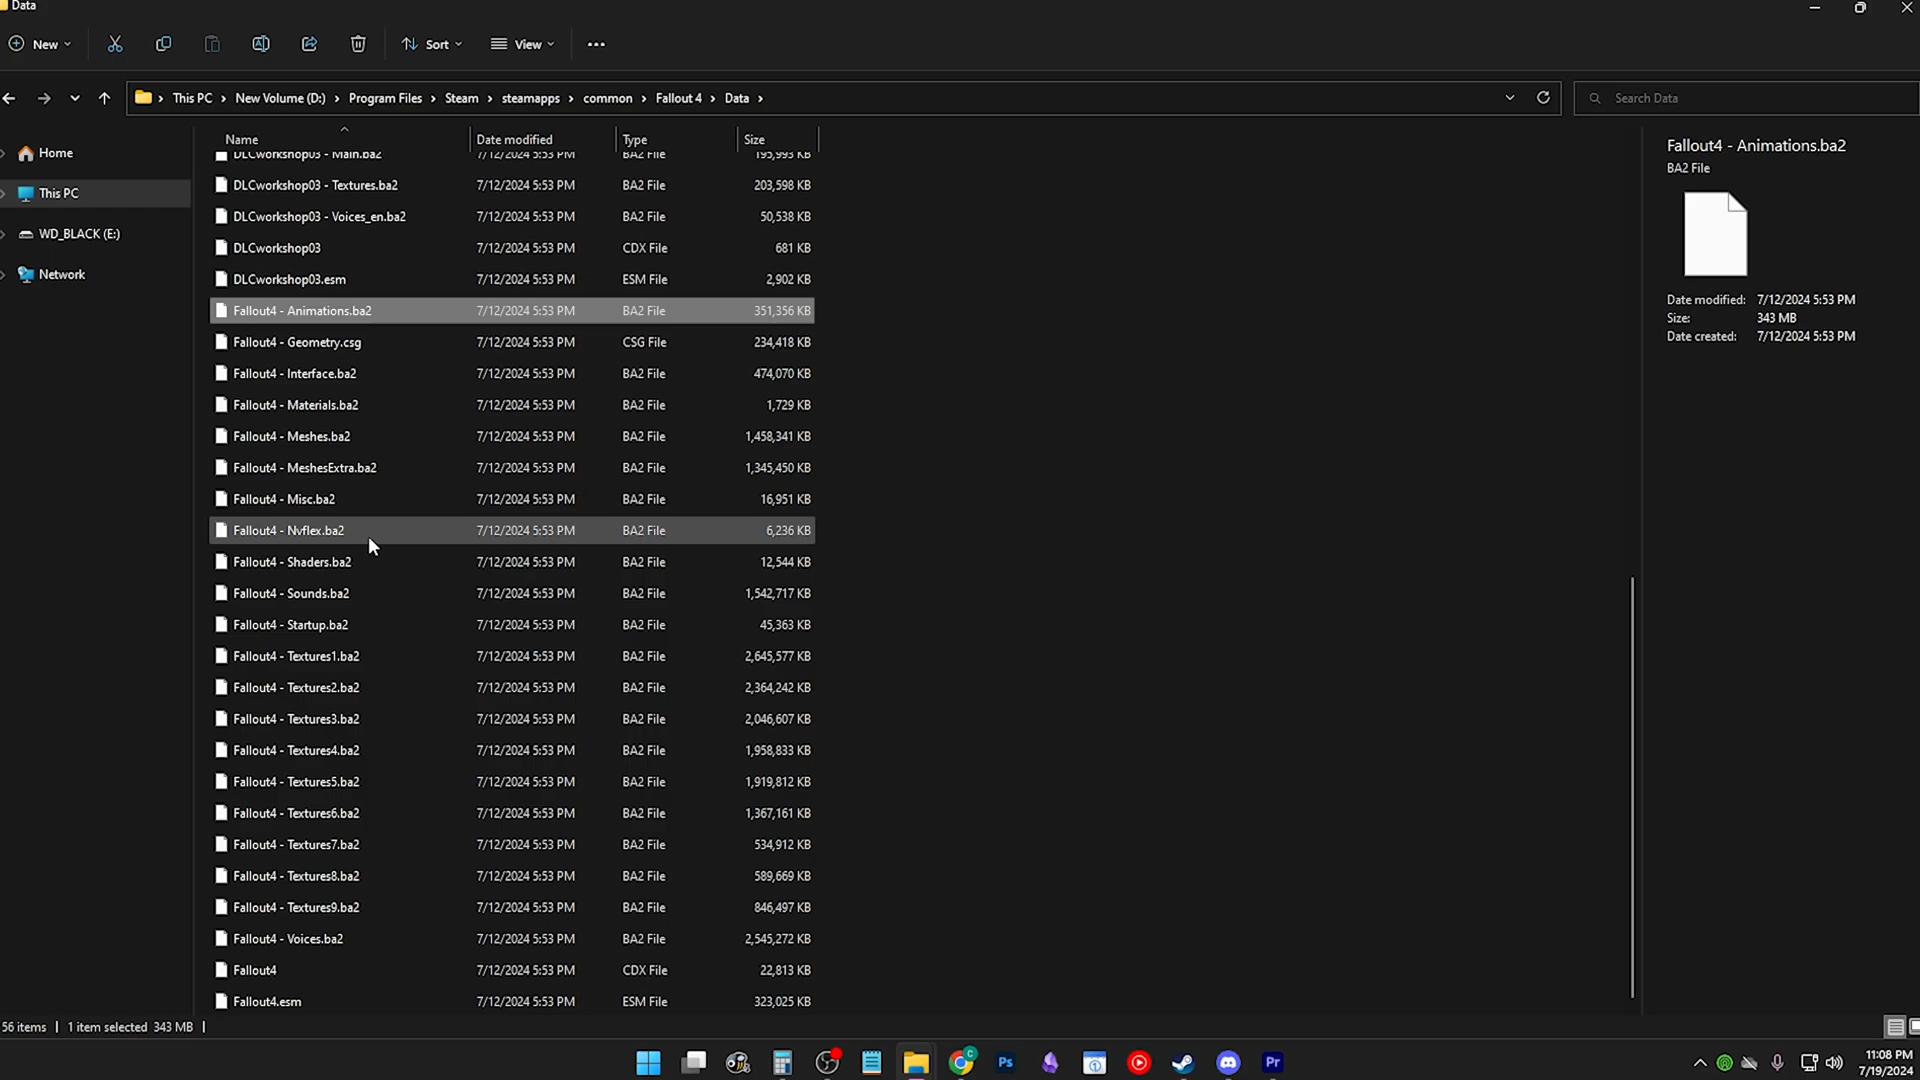 Data
New
Sort
View
This PC > New Volume (D:) > Program Files > Steam > steamapps > common > Fallout 4 > Data >
Search Data
Home
This PC
WD_BLACK (E:)
Network
Name Date modified Type Size
DLCworkshop03 - Main.ba2 7/12/2024 5:53 PM BA2 File 195,993 KB
DLCworkshop03 - Textures.ba2 7/12/2024 5:53 PM BA2 File 203,598 KB
DLCworkshop03 - Voices_en.ba2 7/12/2024 5:53 PM BA2 File 50,538 KB
DLCworkshop03 7/12/2024 5:53 PM CDX File 681 KB
DLCworkshop03.esm 7/12/2024 5:53 PM ESM File 2,902 KB
Fallout4 - Animations.ba2 7/12/2024 5:53 PM BA2 File 351,356 KB
Fallout4 - Geometry.csg 7/12/2024 5:53 PM CSG File 234,418 KB
Fallout4 - Interface.ba2 7/12/2024 5:53 PM BA2 File 474,070 KB
Fallout4 - Materials.ba2 7/12/2024 5:53 PM BA2 File 1,729 KB
Fallout4 - Meshes.ba2 7/12/2024 5:53 PM BA2 File 1,458,341 KB
Fallout4 - MeshesExtra.ba2 7/12/2024 5:53 PM BA2 File 1,345,450 KB
Fallout4 - Misc.ba2 7/12/2024 5:53 PM BA2 File 16,951 KB
Fallout4 - Nvflex.ba2 7/12/2024 5:53 PM BA2 File 6,236 KB
Fallout4 - Shaders.ba2 7/12/2024 5:53 PM BA2 File 12,544 KB
Fallout4 - Sounds.ba2 7/12/2024 5:53 PM BA2 File 1,542,717 KB
Fallout4 - Startup.ba2 7/12/2024 5:53 PM BA2 File 45,363 KB
Fallout4 - Textures1.ba2 7/12/2024 5:53 PM BA2 File 2,645,577 KB
Fallout4 - Textures2.ba2 7/12/2024 5:53 PM BA2 File 2,364,242 KB
Fallout4 - Textures3.ba2 7/12/2024 5:53 PM BA2 File 2,046,607 KB
Fallout4 - Textures4.ba2 7/12/2024 5:53 PM BA2 File 1,958,833 KB
Fallout4 - Textures5.ba2 7/12/2024 5:53 PM BA2 File 1,919,812 KB
Fallout4 - Textures6.ba2 7/12/2024 5:53 PM BA2 File 1,367,161 KB
Fallout4 - Textures7.ba2 7/12/2024 5:53 PM BA2 File 534,912 KB
Fallout4 - Textures8.ba2 7/12/2024 5:53 PM BA2 File 589,669 KB
Fallout4 - Textures9.ba2 7/12/2024 5:53 PM BA2 File 846,497 KB
Fallout4 - Voices.ba2 7/12/2024 5:53 PM BA2 File 2,545,272 KB
Fallout4 7/12/2024 5:53 PM CDX File 22,813 KB
Fallout4.esm 7/12/2024 5:53 PM ESM File 323,025 KB
Fallout4 - Animations.ba2
BA2 File
Date modified: 7/12/2024 5:53 PM
Size: 343 MB
Date created: 7/12/2024 5:53 PM
56 items | 1 item selected 343 MB |
C
Ps
1
Pr
11:08 PM
7/19/2024